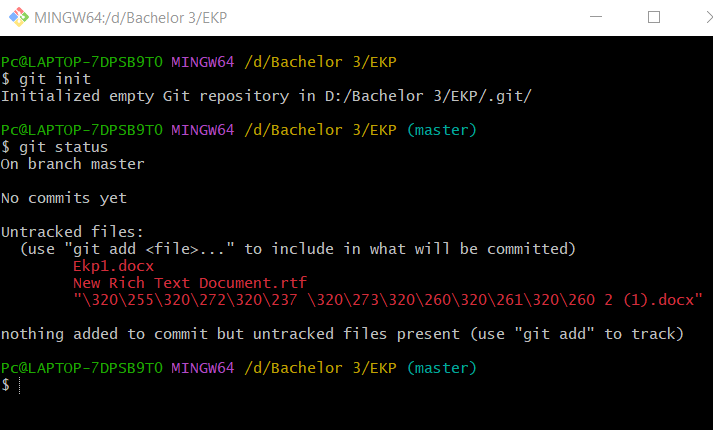 MINGW64:/d/Bachelor 3/EKP
Pc@LAPTOP-7DPSB9TO MINGW64 /d/Bachelor 3/EKP
$ git init
Initialized empty Git repository in D:/Bachelor 3/EKP/.git/
Pc@LAPTOP-7DPSB9TO MINGW64 /d/Bachelor 3/EKP (master)
$ git status
On branch master
No commits yet
Untracked files:
(use "git add <file>..." to include in what will be committed)
Ekp1.docx
New Rich Text Document.rtf
"\320\255\320\272\320\237 \320\273\320\260\320\261\320\260 2 (1).docx"
nothing added to commit but untracked files present (use "git add" to track)
Pc@LAPTOP-7DPSB9TO MINGW64 /d/Bachelor 3/EKP (master)
$